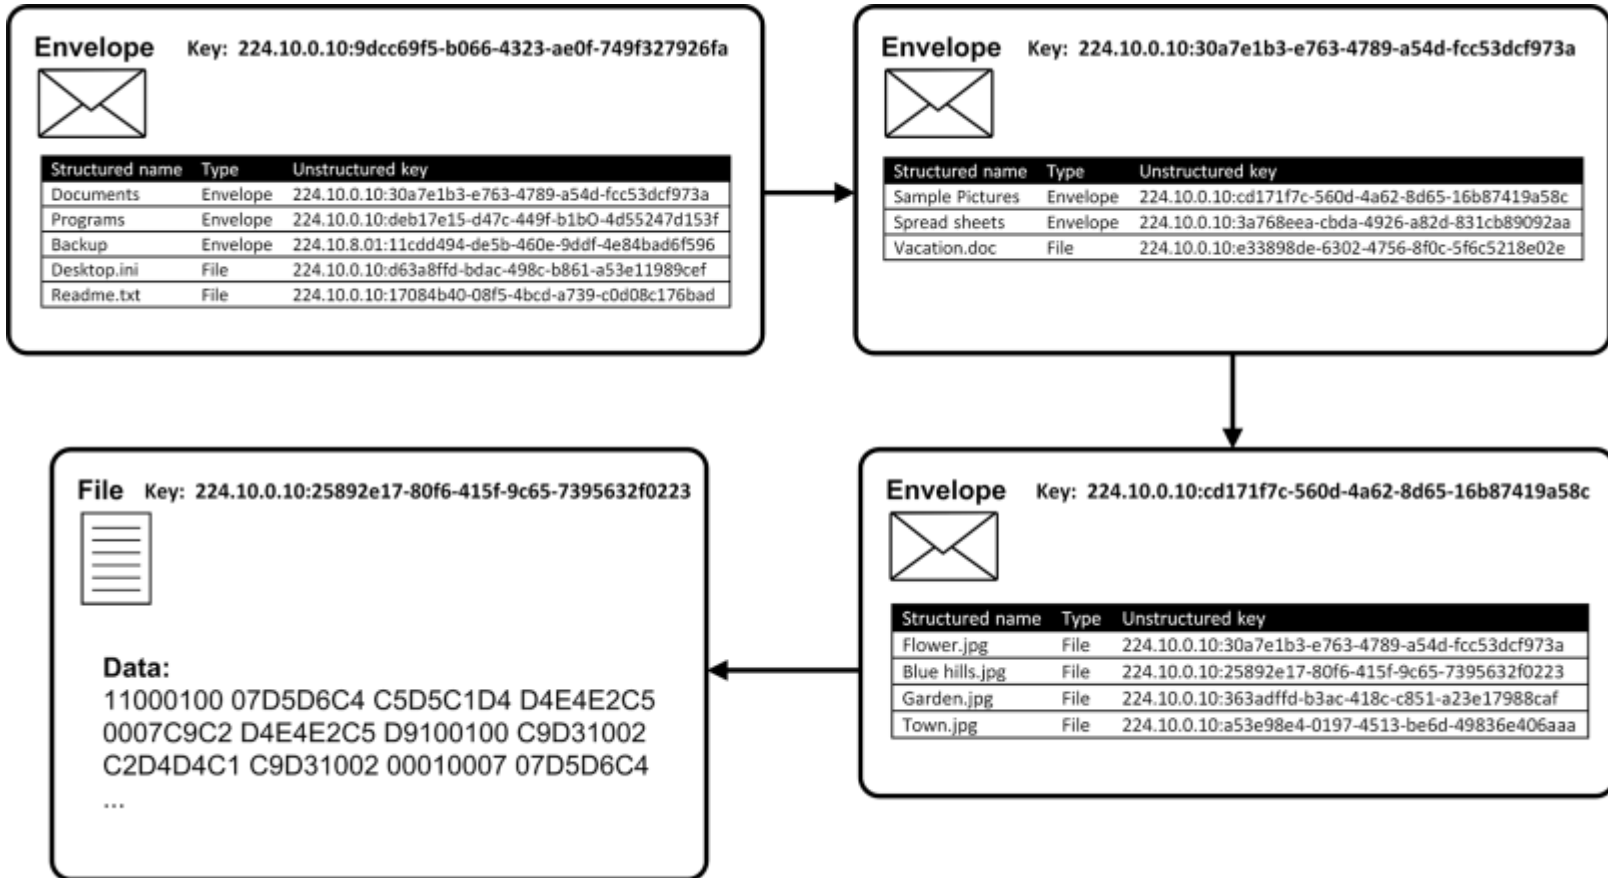 Envelope Key: 224.10.0.10:9dcc69f5-b066-4323-ae0f-749f327926fa
Structured name Type Unstructured key
Documents Envelope 224.10.0.10:30a7e1b3-e763-4789-a54d-fcc53dcf973a
Programs Envelope 224.10.0.10:deb17e15-d47c-449f-b1bO-4d55247d153f
Backup Envelope 224.10.8.01:11cdd494-de5b-460e-9ddf-4e84bad6f596
Desktop.ini File 224.10.0.10:d63a8ffd-bdac-498c-b861-a53e11989cef
Readme.txt File 224.10.0.10:17084b40-08f5-4bcd-a739-c0d08c176bad
Envelope Key: 224.10.0.10:30a7e1b3-e763-4789-a54d-fcc53dcf973a
Structured name Type Unstructured key
Sample Pictures Envelope 224.10.0.10:cd171f7c-560d-4a62-8d65-16b87419a58c
Spread sheets Envelope 224.10.0.10:3a768eea-cbda-4926-a82d-831cb89092aa
Vacation.doc File 224.10.0.10:e33898de-6302-4756-8f0c-5f6c5218e02e
Envelope Key: 224.10.0.10:cd171f7c-560d-4a62-8d65-16b87419a58c
Structured name Type Unstructured key
Flower.jpg File 224.10.0.10:30a7e1b3-e763-4789-a54d-fcc53dcf973a
Blue hills.jpg File 224.10.0.10:25892e17-80f6-415f-9c65-7395632f0223
Garden.jpg File 224.10.0.10:363adffd-b3ac-418c-c851-a23e17988caf
Town.jpg File 224.10.0.10:a53e98e4-0197-4513-be6d-49836e406aaa
File Key: 224.10.0.10:25892e17-80f6-415f-9c65-7395632f0223
Data:
11000100 07D5D6C4 C5D5C1D4 D4E4E2C5
0007C9C2 D4E4E2C5 D9100100 C9D31002
C2D4D4C1 C9D31002 00010007 07D5D6C4
...